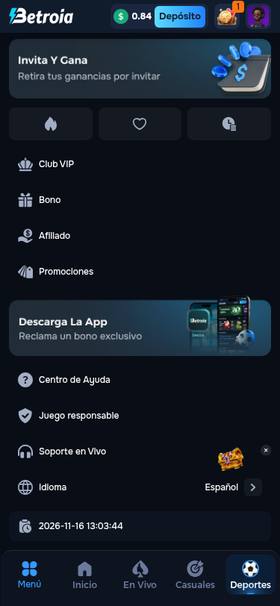 Betroia
$ 0.84 Depósito
1
Invita Y Gana
Retira tus ganancias por invitar
Club VIP
Bono
Afiliado
Promociones
Descarga La App
Reclama un bono exclusivo
Centro de Ayuda
Juego responsable
Soporte en Vivo
Idioma
Español
2026-11-16 13:03:44
Menú
Inicio
En Vivo
Casuales
Deportes